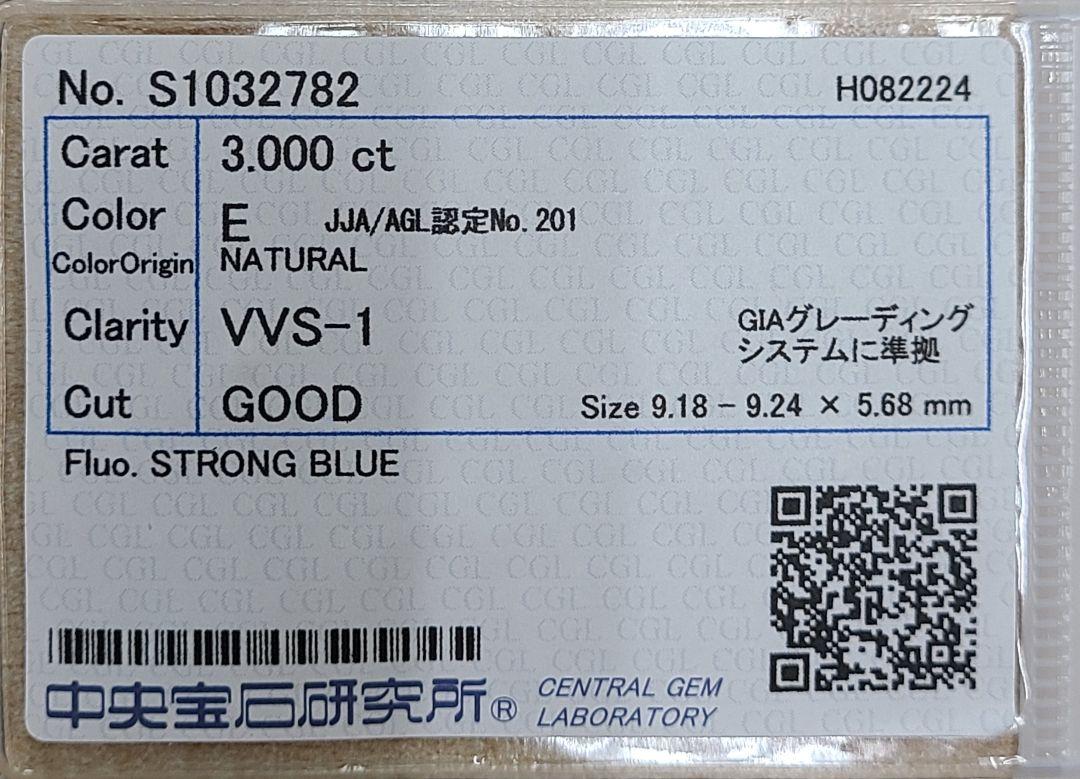 No. S1032782 H082224
Carat 3.000 ct
Color E JJA/AGL認定No.201
ColorOrigin NATURAL
Clarity VVS-1 GIAグレーディング
システムに準拠
Cut GOOD Size 9.18 - 9.24 × 5.68 mm
Fluo. STRONG BLUE
中央宝石研究所® CENTRAL GEM
LABORATORY